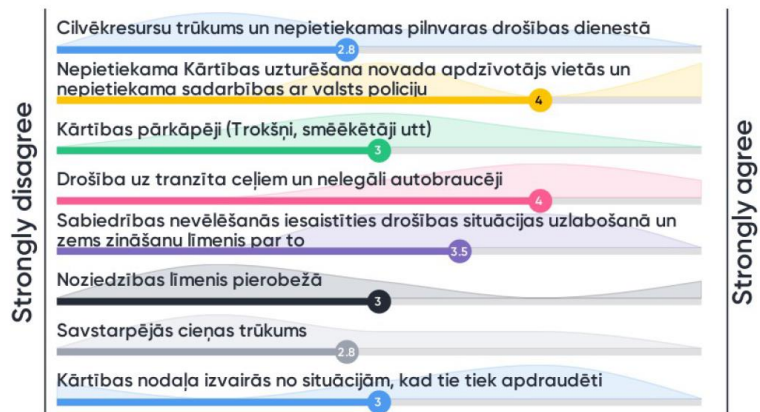 Strongly disagree
Cilvēkresursu trūkums un nepietiekamas pilnvaras drošības dienestā
2.8
Nepietiekama Kārtības uzturēšana novada apdzīvotājs vietās un
nepietiekama sadarbības ar valsts policiju
4
Kārtības pārkāpēji (Trokšņi, smēēkētāji utt)
3
Drošība uz tranzīta ceļiem un nelegāli autobraucēji
4
Sabiedrības nevēlēšanās iesaistīties drošības situācijas uzlabošanā un
zems zināšanu līmenis par to
3.5
Noziedzības līmenis pierobežā
3
Savstarpējās cieņas trūkums
2.8
Kārtības nodaļa izvairās no situācijām, kad tie tiek apdraudēti
3
Strongly agree